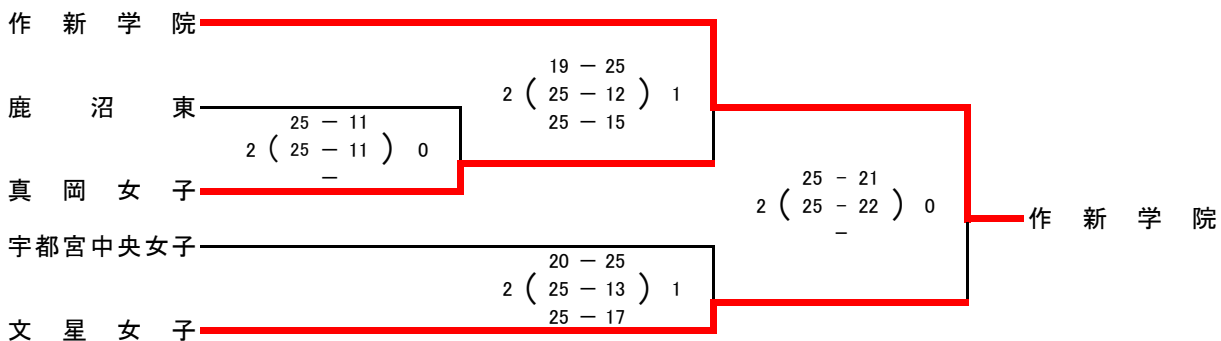 作新学院
19 － 25
2 ( 25 － 12 ) 1
25 － 15
鹿沼東
25 － 11
2 ( 25 － 11 ) 0
－
真岡女子
25 - 21
2 ( 25 - 22 ) 0
－
作新学院
宇都宮中央女子
20 － 25
2 ( 25 － 13 ) 1
25 － 17
文星女子